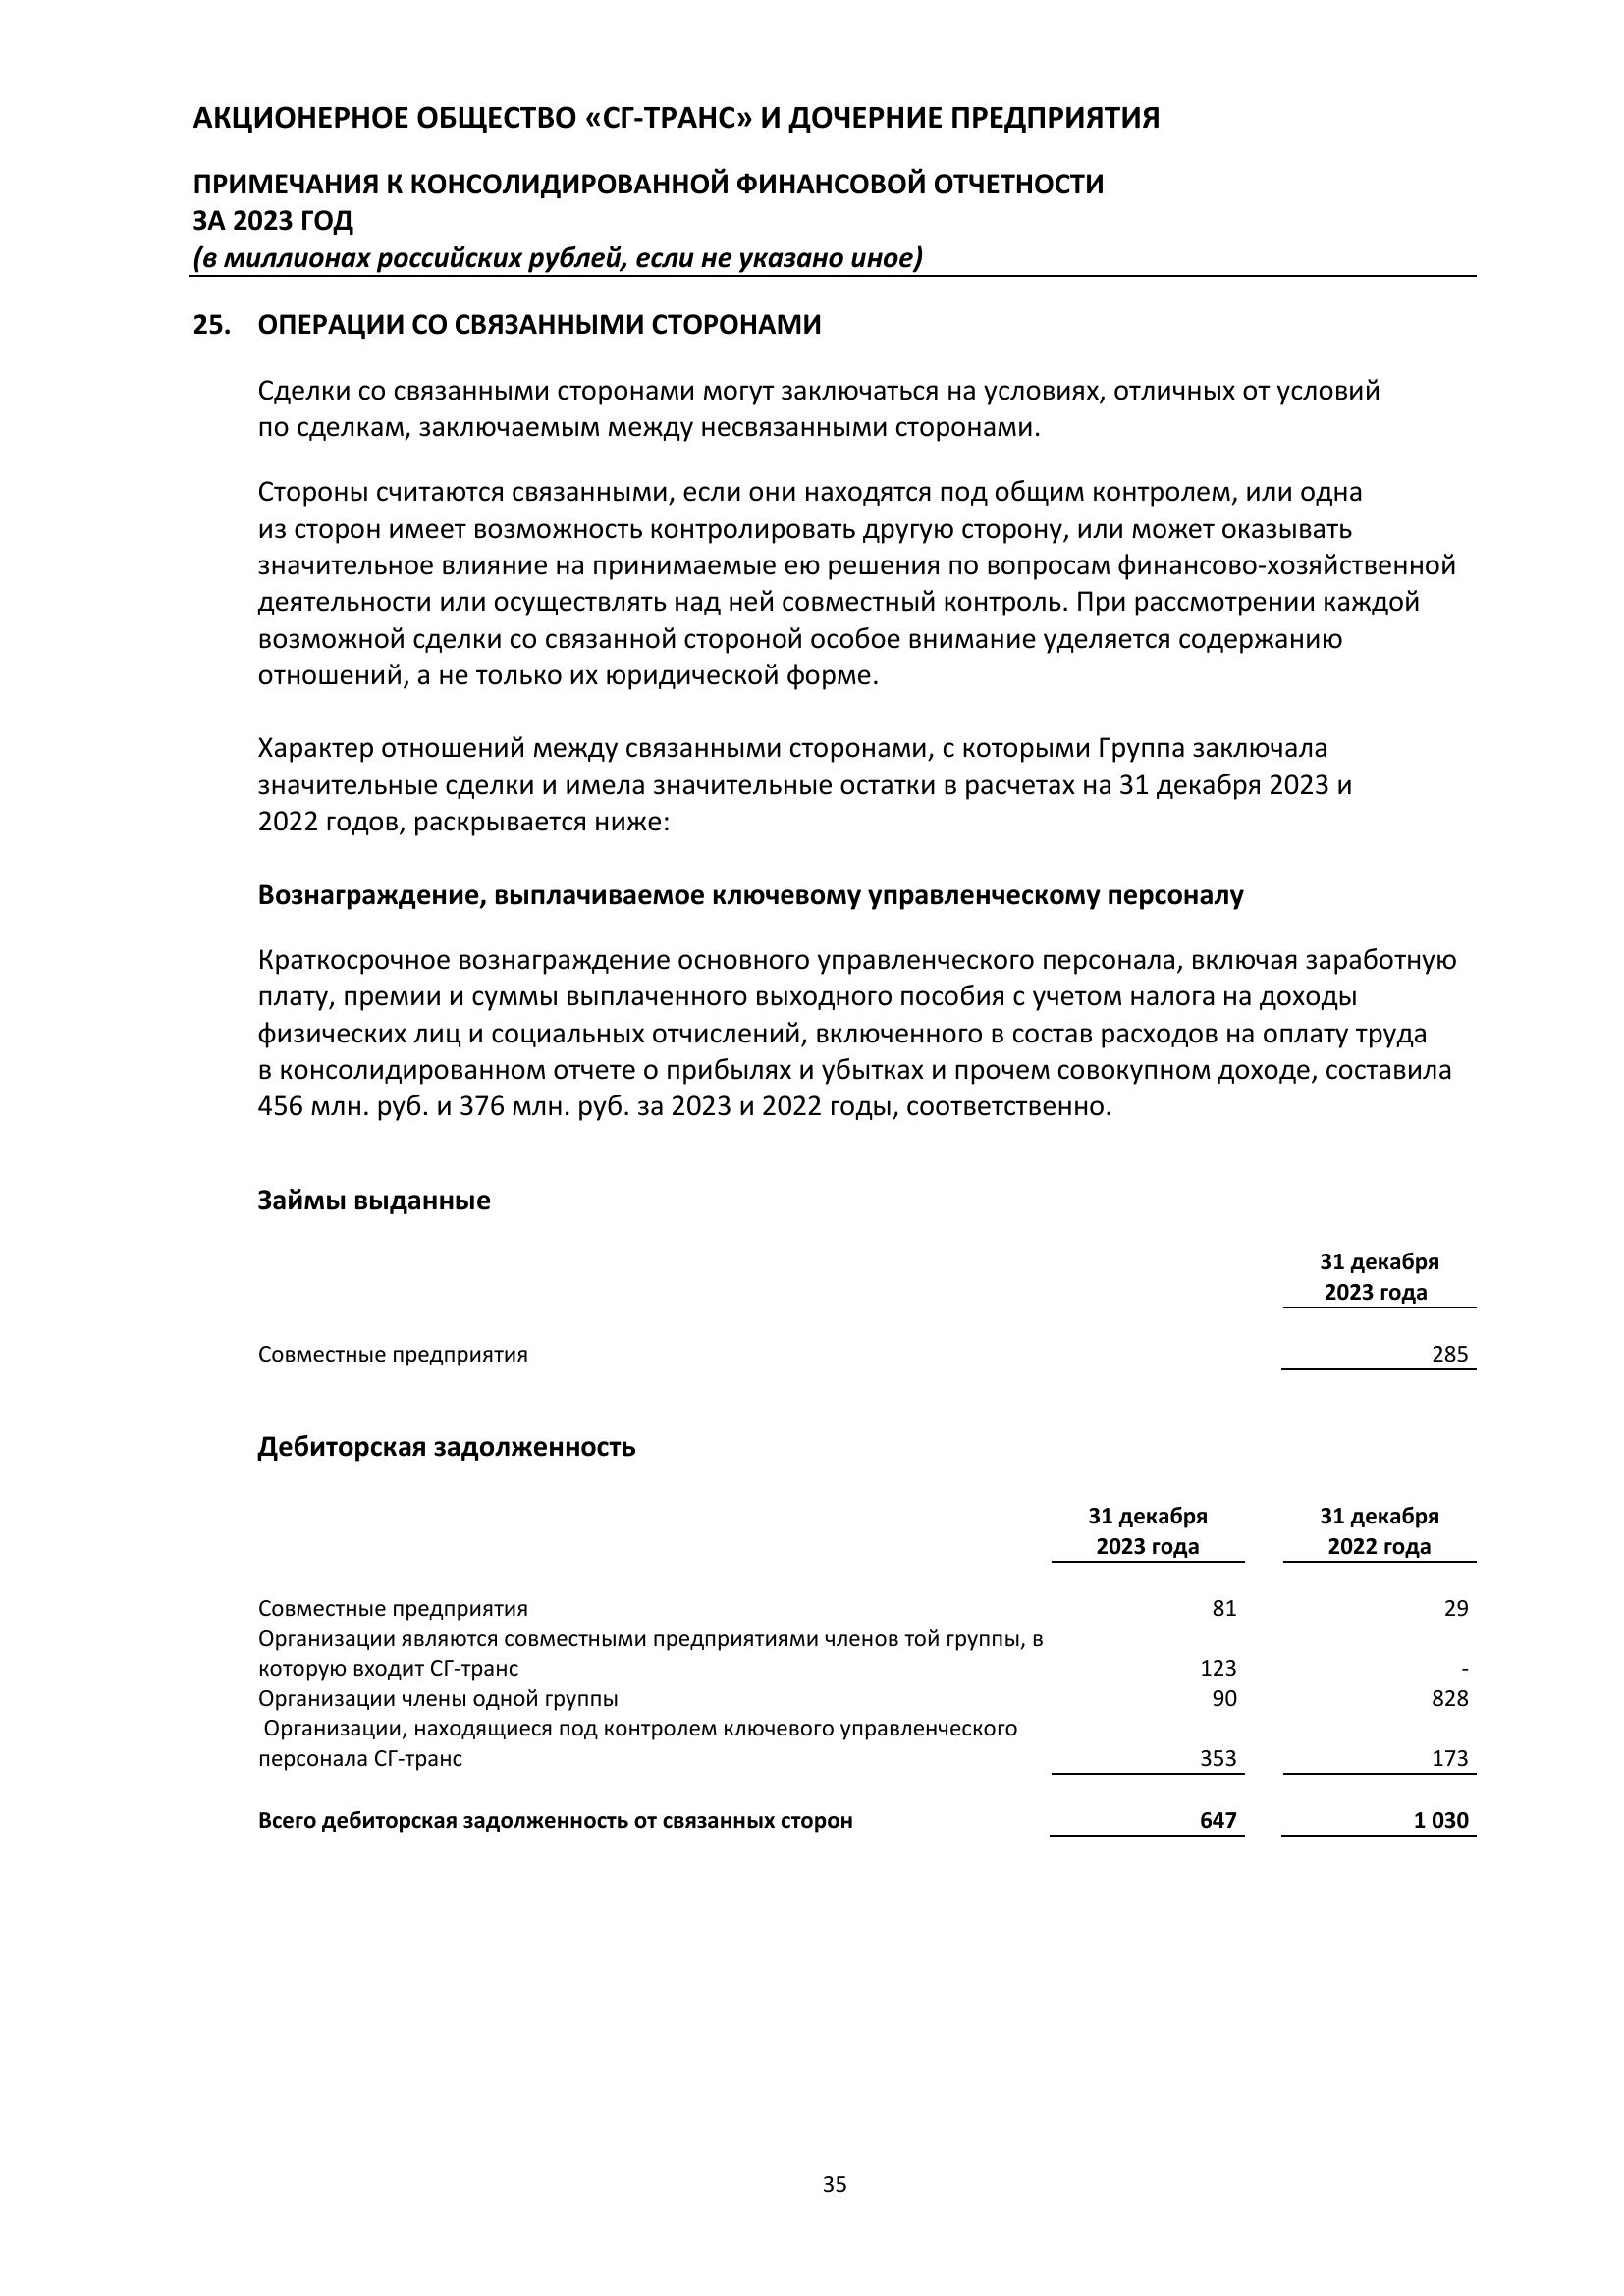 АКЦИОНЕРНОЕ ОБЩЕСТВО «СГ-ТРАНС» И ДОЧЕРНИЕ ПРЕДПРИЯТИЯ
ПРИМЕЧАНИЯ К КОНСОЛИДИРОВАННОЙ ФИНАНСОВОЙ ОТЧЕТНОСТИ
ЗА 2023 ГОД
(в миллионах российских рублей, если не указано иное)
25. ОПЕРАЦИИ СО СВЯЗАННЫМИ СТОРОНАМИ
Сделки со связанными сторонами могут заключаться на условиях, отличных от условий
по сделкам, заключаемым между несвязанными сторонами.
Стороны считаются связанными, если они находятся под общим контролем, или одна
из сторон имеет возможность контролировать другую сторону, или может оказывать
значительное влияние на принимаемые ею решения по вопросам финансово-хозяйственной
деятельности или осуществлять над ней совместный контроль. При рассмотрении каждой
возможной сделки со связанной стороной особое внимание уделяется содержанию
отношений, а не только их юридической форме.
Характер отношений между связанными сторонами, с которыми Группа заключала
значительные сделки и имела значительные остатки в расчетах на 31 декабря 2023 и
2022 годов, раскрывается ниже:
Вознаграждение, выплачиваемое ключевому управленческому персоналу
Краткосрочное вознаграждение основного управленческого персонала, включая заработную
плату, премии и суммы выплаченного выходного пособия с учетом налога на доходы
физических лиц и социальных отчислений, включенного в состав расходов на оплату труда
в консолидированном отчете о прибылях и убытках и прочем совокупном доходе, составила
456 млн. руб. и 376 млн. руб. за 2023 и 2022 годы, соответственно.
Займы выданные
31 декабря
2023 года
Совместные предприятия 285
Дебиторская задолженность
31 декабря 31 декабря
2023 года 2022 года
Совместные предприятия 81 29
Организации являются совместными предприятиями членов той группы, в
которую входит СГ-транс 123 -
Организации члены одной группы 90 828
Организации, находящиеся под контролем ключевого управленческого
персонала СГ-транс 353 173
Всего дебиторская задолженность от связанных сторон 647 1 030
35